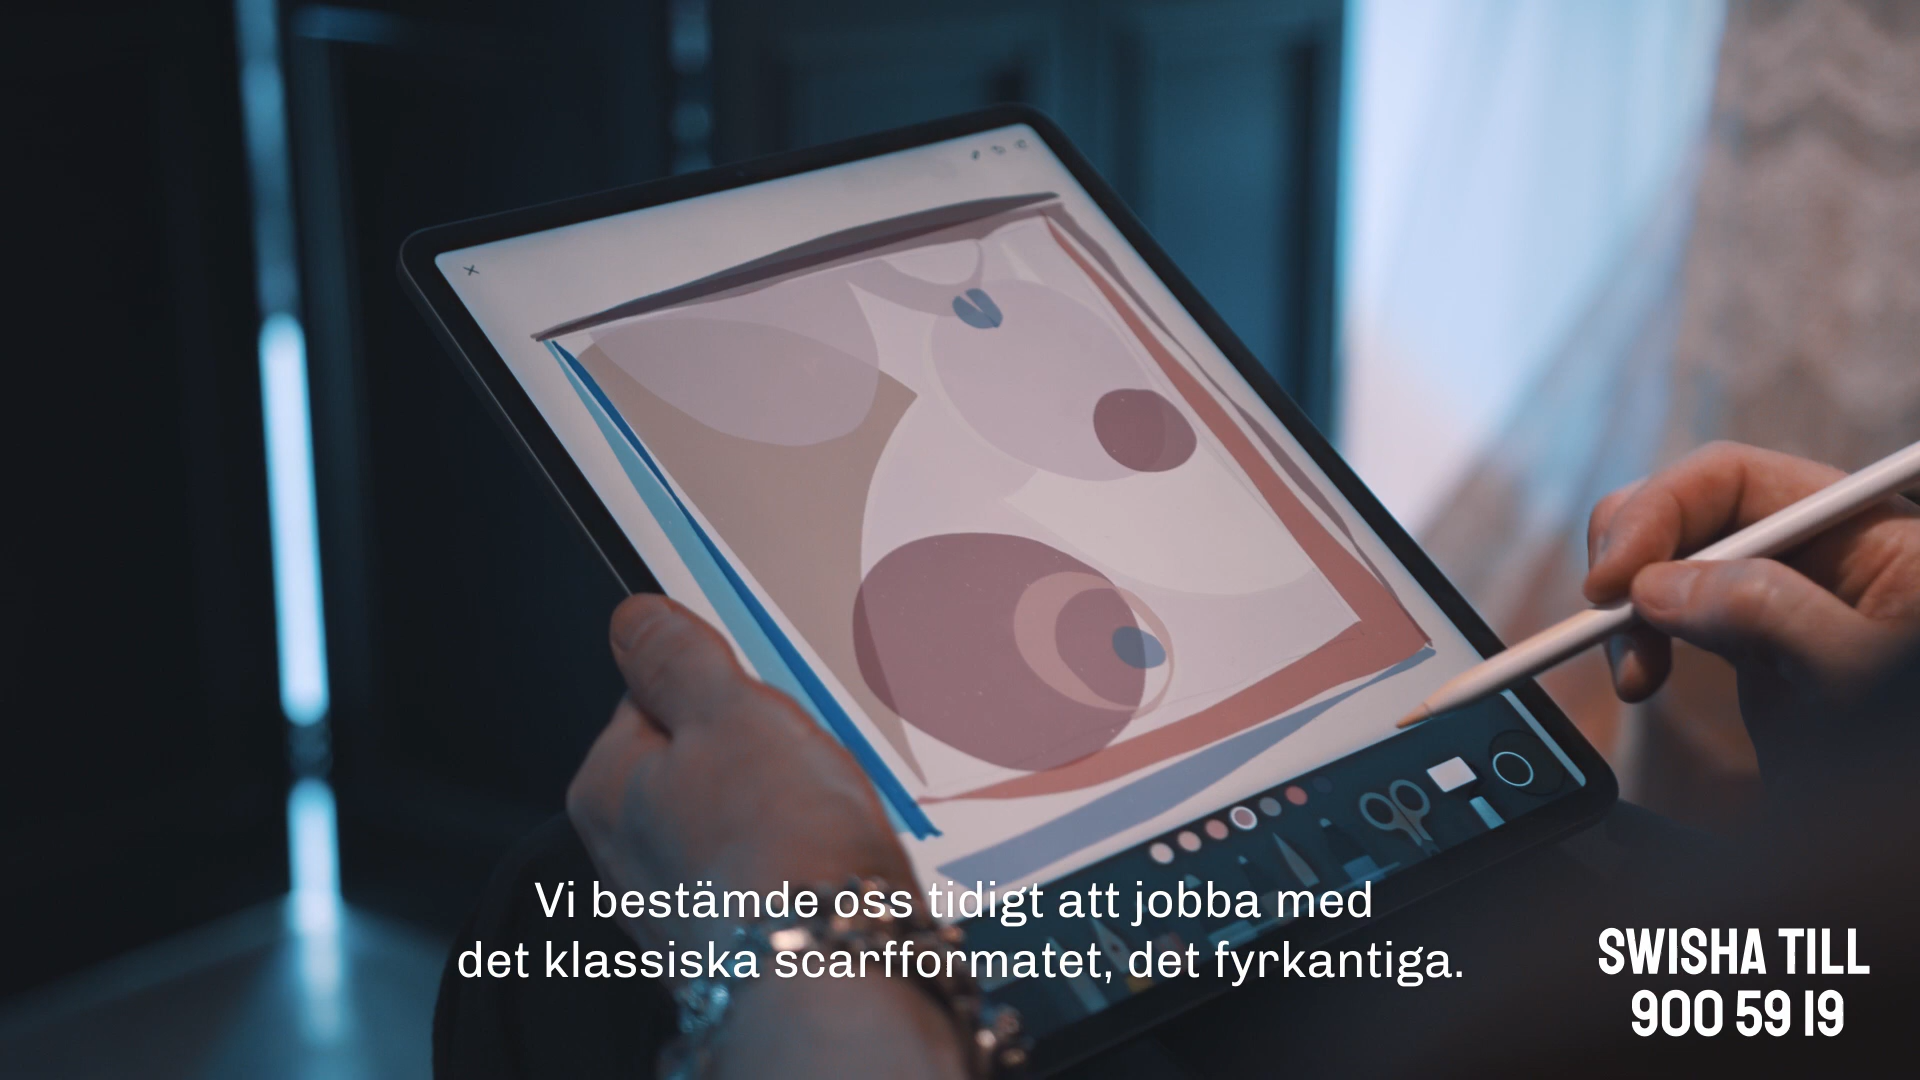 Vi bestämde oss tidigt att jobba med
det klassiska scarfformatet, det fyrkantiga.
SWISHA TILL
900 59 19